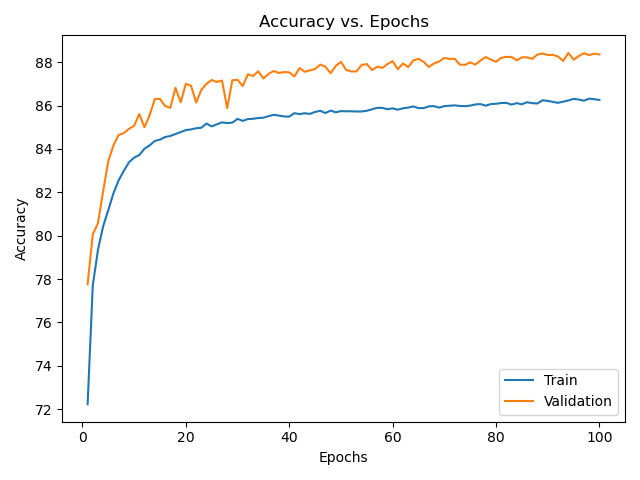 Accuracy vs. Epochs
Accuracy
88
86
84
82
80
78
76
74
72
0 20 40 60 80 100
Epochs
Train
Validation